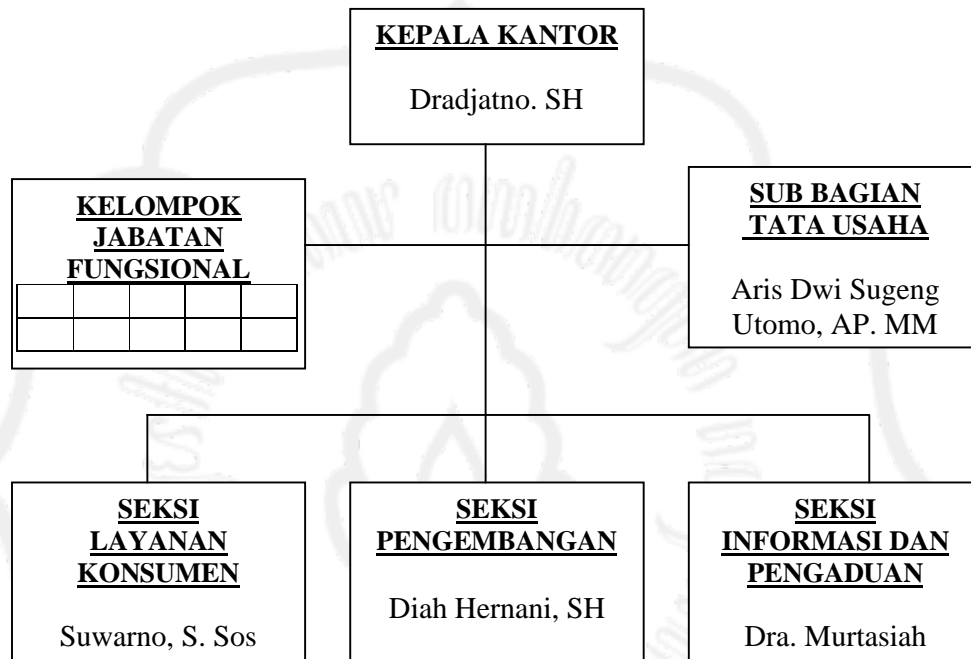 KEPALA KANTOR
Dradjatno. SH
KELOMPOK
JABATAN
FUNGSIONAL
SUB BAGIAN
TATA USAHA
Aris Dwi Sugeng
Utomo, AP. MM
SEKSI
LAYANAN
KONSUMEN
Suwarno, S. Sos
SEKSI
PENGEMBANGAN
Diah Hernani, SH
SEKSI
INFORMASI DAN
PENGADUAN
Dra. Murtasiah